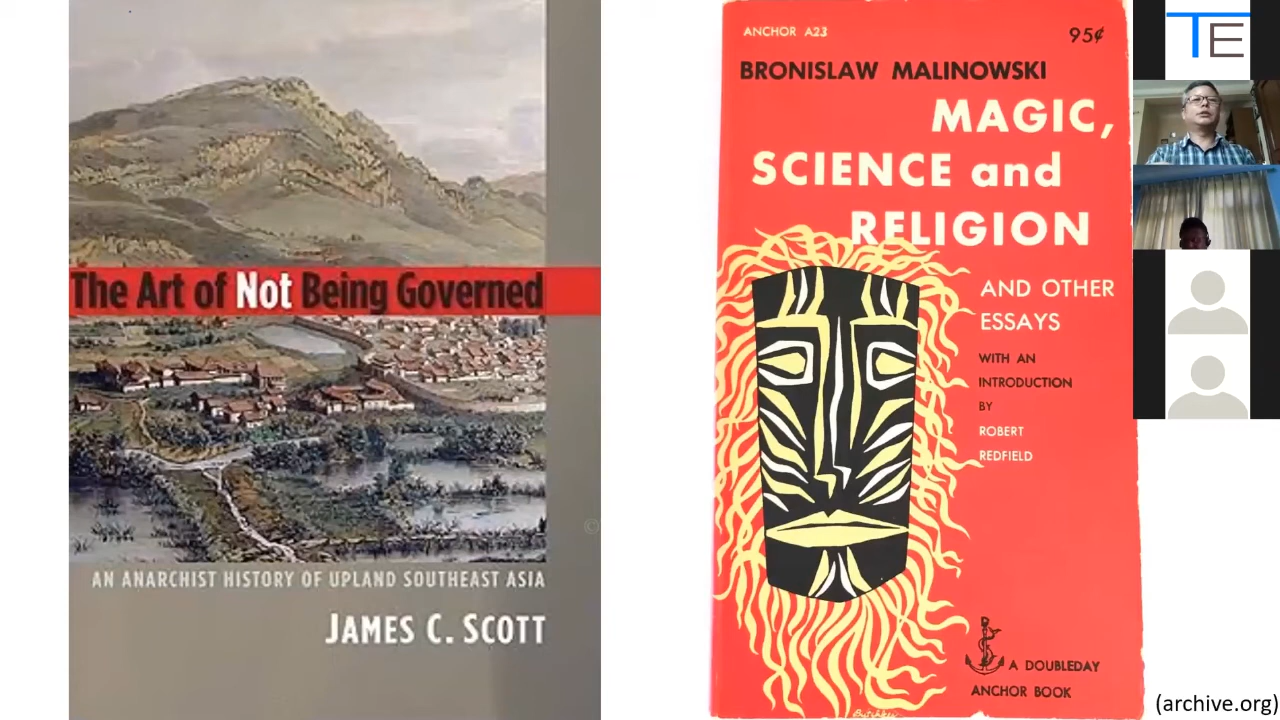 The Art of Not Being Governed
AN ANARCHIST HISTORY OF UPLAND SOUTHEAST ASIA
JAMES C. SCOTT
©
ANCHOR A23
95¢
BRONISLAW MALINOWSKI
MAGIC,
SCIENCE and
RELIGION
AND OTHER
ESSAYS
WITH AN
INTRODUCTION
BY
ROBERT
REDFIELD
A DOUBLEDAY
ANCHOR BOOK
TE
(archive.org)